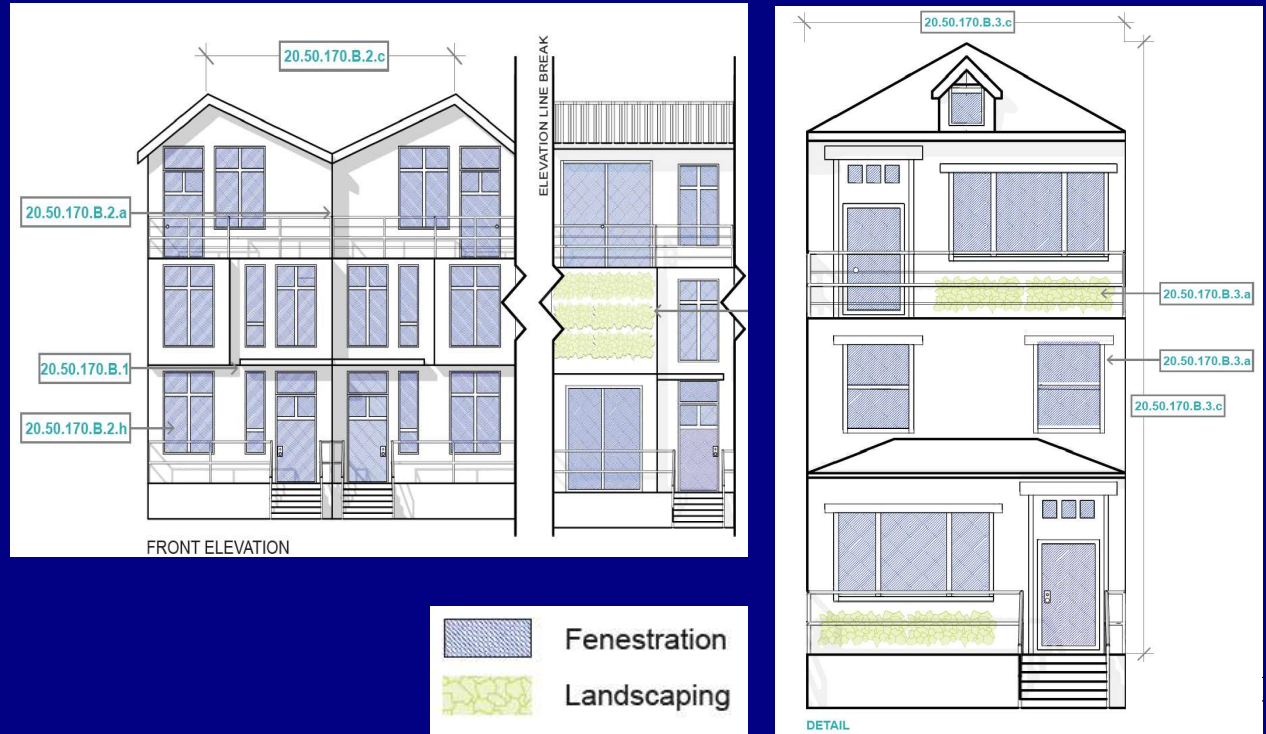 20.50.170.B.2.c
ELEVATION LINE BREAK
20.50.170.B.2.a
20.50.170.B.1
20.50.170.B.2.h
FRONT ELEVATION
Fenestration
Landscaping
20.50.170.B.3.c
20.50.170.B.3.a
20.50.170.B.3.a
20.50.170.B.3.c
DETAIL